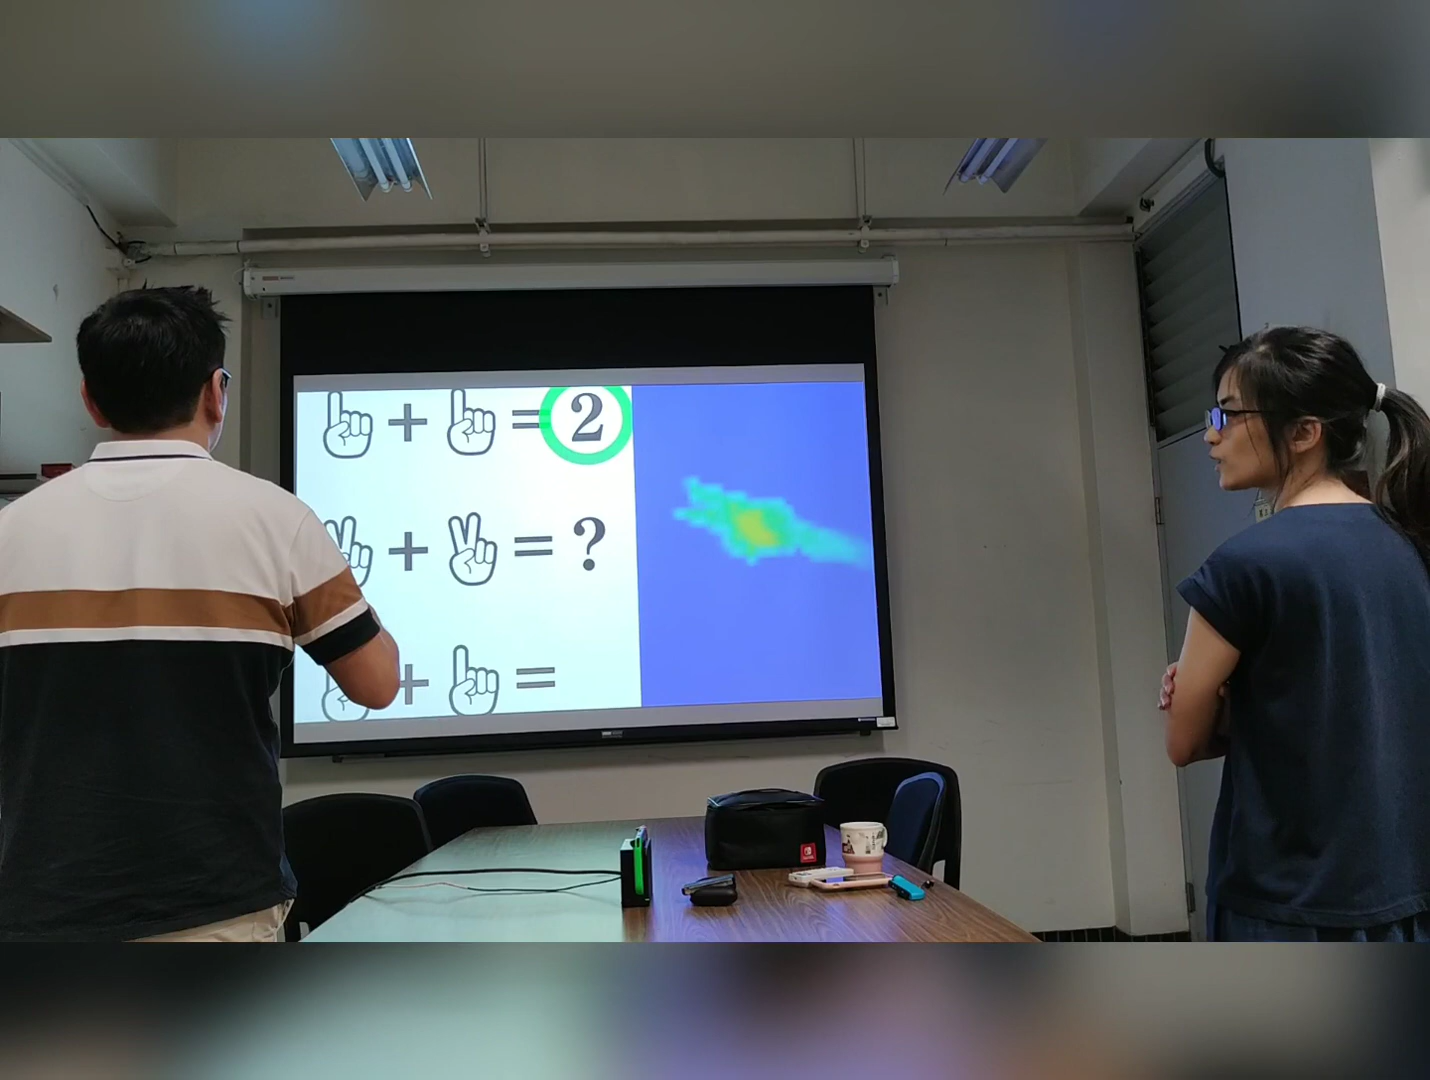 + = 2
+ = ?
+ =